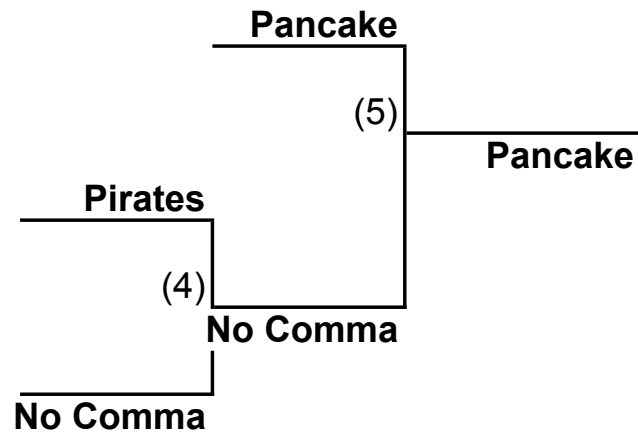 Pancake
(5)
Pancake
Pirates
(4)
No Comma
No Comma